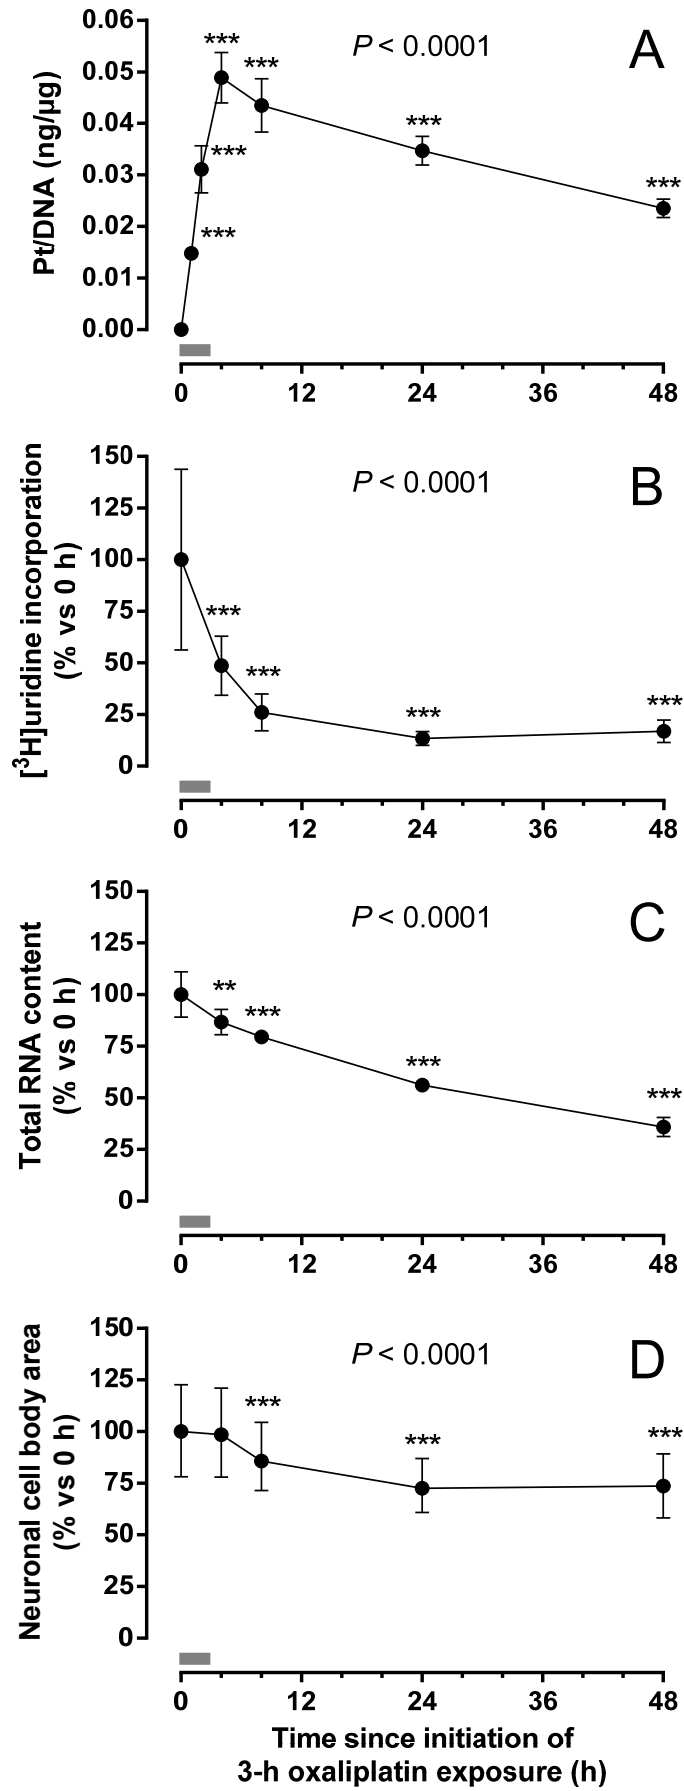 A
P < 0.0001
Pt/DNA (ng/µg)
0.06
0.05
0.04
0.03
0.02
0.01
0.00
***
***
***
***
***
***
0 12 24 36 48
B
P < 0.0001
[³H]uridine incorporation
(% vs 0 h)
150
125
100
75
50
25
0
***
***
***
***
0 12 24 36 48
C
P < 0.0001
Total RNA content
(% vs 0 h)
150
125
100
75
50
25
0
**
***
***
***
0 12 24 36 48
D
P < 0.0001
Neuronal cell body area
(% vs 0 h)
150
125
100
75
50
25
0
***
***
***
0 12 24 36 48
Time since initiation of
3-h oxaliplatin exposure (h)